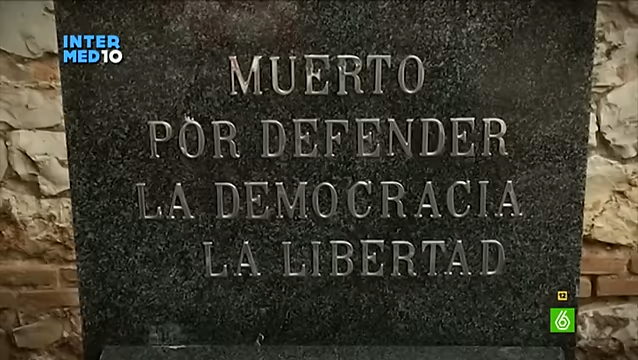 INTER
MED10
MUERTO
POR DEFENDER
LA DEMOCRACIA
LA LIBERTAD
12
6